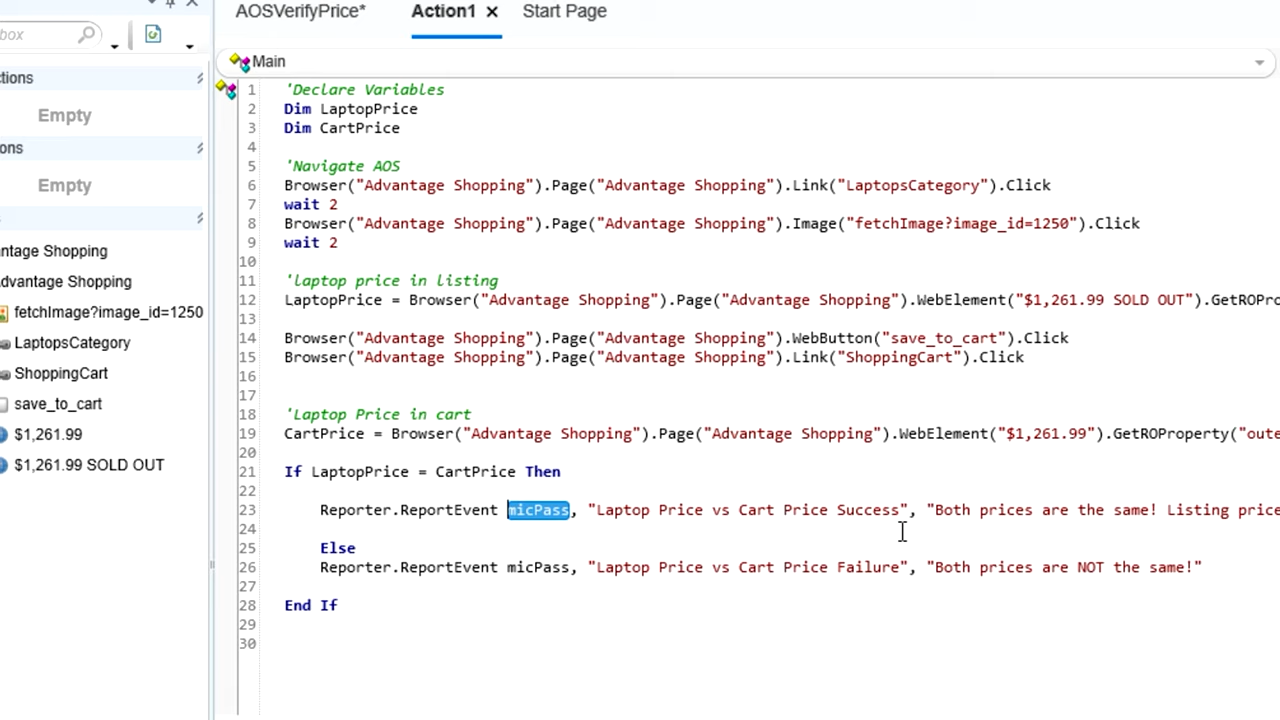 AOSVerifyPrice*
Action1
Start Page
box
Main
ctions
Empty
ons
Empty
ntage Shopping
dvantage Shopping
fetchImage?image_id=1250
LaptopsCategory
ShoppingCart
save_to_cart
$1,261.99
$1,261.99 SOLD OUT
1 'Declare Variables
2 Dim LaptopPrice
3 Dim CartPrice
4
5 'Navigate AOS
6 Browser("Advantage Shopping").Page("Advantage Shopping").Link("LaptopsCategory").Click
7 wait 2
8 Browser("Advantage Shopping").Page("Advantage Shopping").Image("fetchImage?image_id=1250").Click
9 wait 2
10
11 'laptop price in listing
12 LaptopPrice = Browser("Advantage Shopping").Page("Advantage Shopping").WebElement("$1,261.99 SOLD OUT").GetROPro
13
14 Browser("Advantage Shopping").Page("Advantage Shopping").WebButton("save_to_cart").Click
15 Browser("Advantage Shopping").Page("Advantage Shopping").Link("ShoppingCart").Click
16
17
18 'Laptop Price in cart
19 CartPrice = Browser("Advantage Shopping").Page("Advantage Shopping").WebElement("$1,261.99").GetROProperty("oute
20
21 If LaptopPrice = CartPrice Then
22
23 Reporter.ReportEvent micPass, "Laptop Price vs Cart Price Success", "Both prices are the same! Listing price
24
25 Else
26 Reporter.ReportEvent micPass, "Laptop Price vs Cart Price Failure", "Both prices are NOT the same!"
27
28 End If
29
30